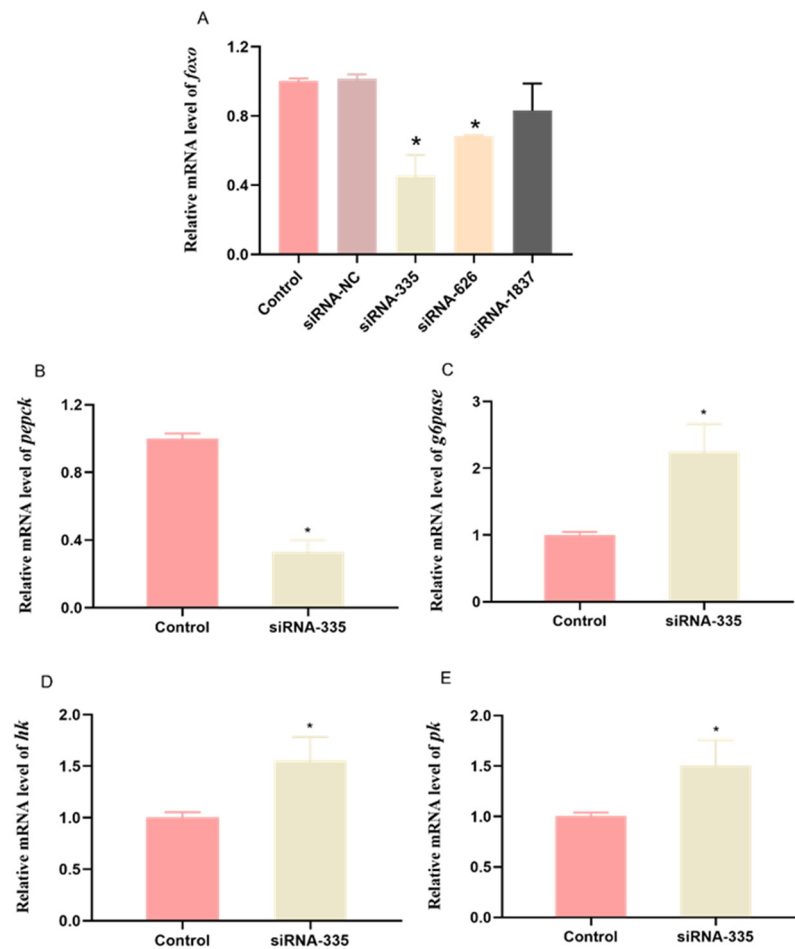 A
Relative mRNA level of foxo
1.2
0.8
0.4
0.0
*
*
Control
siRNA-NC
siRNA-335
siRNA-626
siRNA-1837
B
Relative mRNA level of pepck
1.2
0.8
0.4
0.0
*
Control
siRNA-335
C
Relative mRNA level of g6pase
3
2
1
0
*
Control
siRNA-335
D
Relative mRNA level of hk
2.0
1.5
1.0
0.5
0.0
*
Control
siRNA-335
E
Relative mRNA level of pk
2.0
1.5
1.0
0.5
0.0
*
Control
siRNA-335